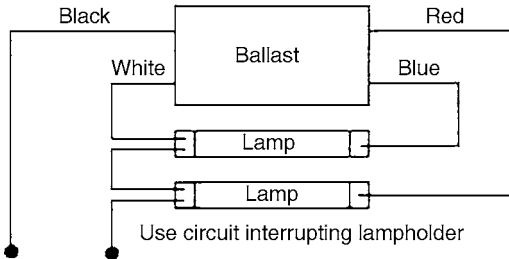 Black
Red
Ballast
White
Blue
Lamp
Lamp
Use circuit interrupting lampholder